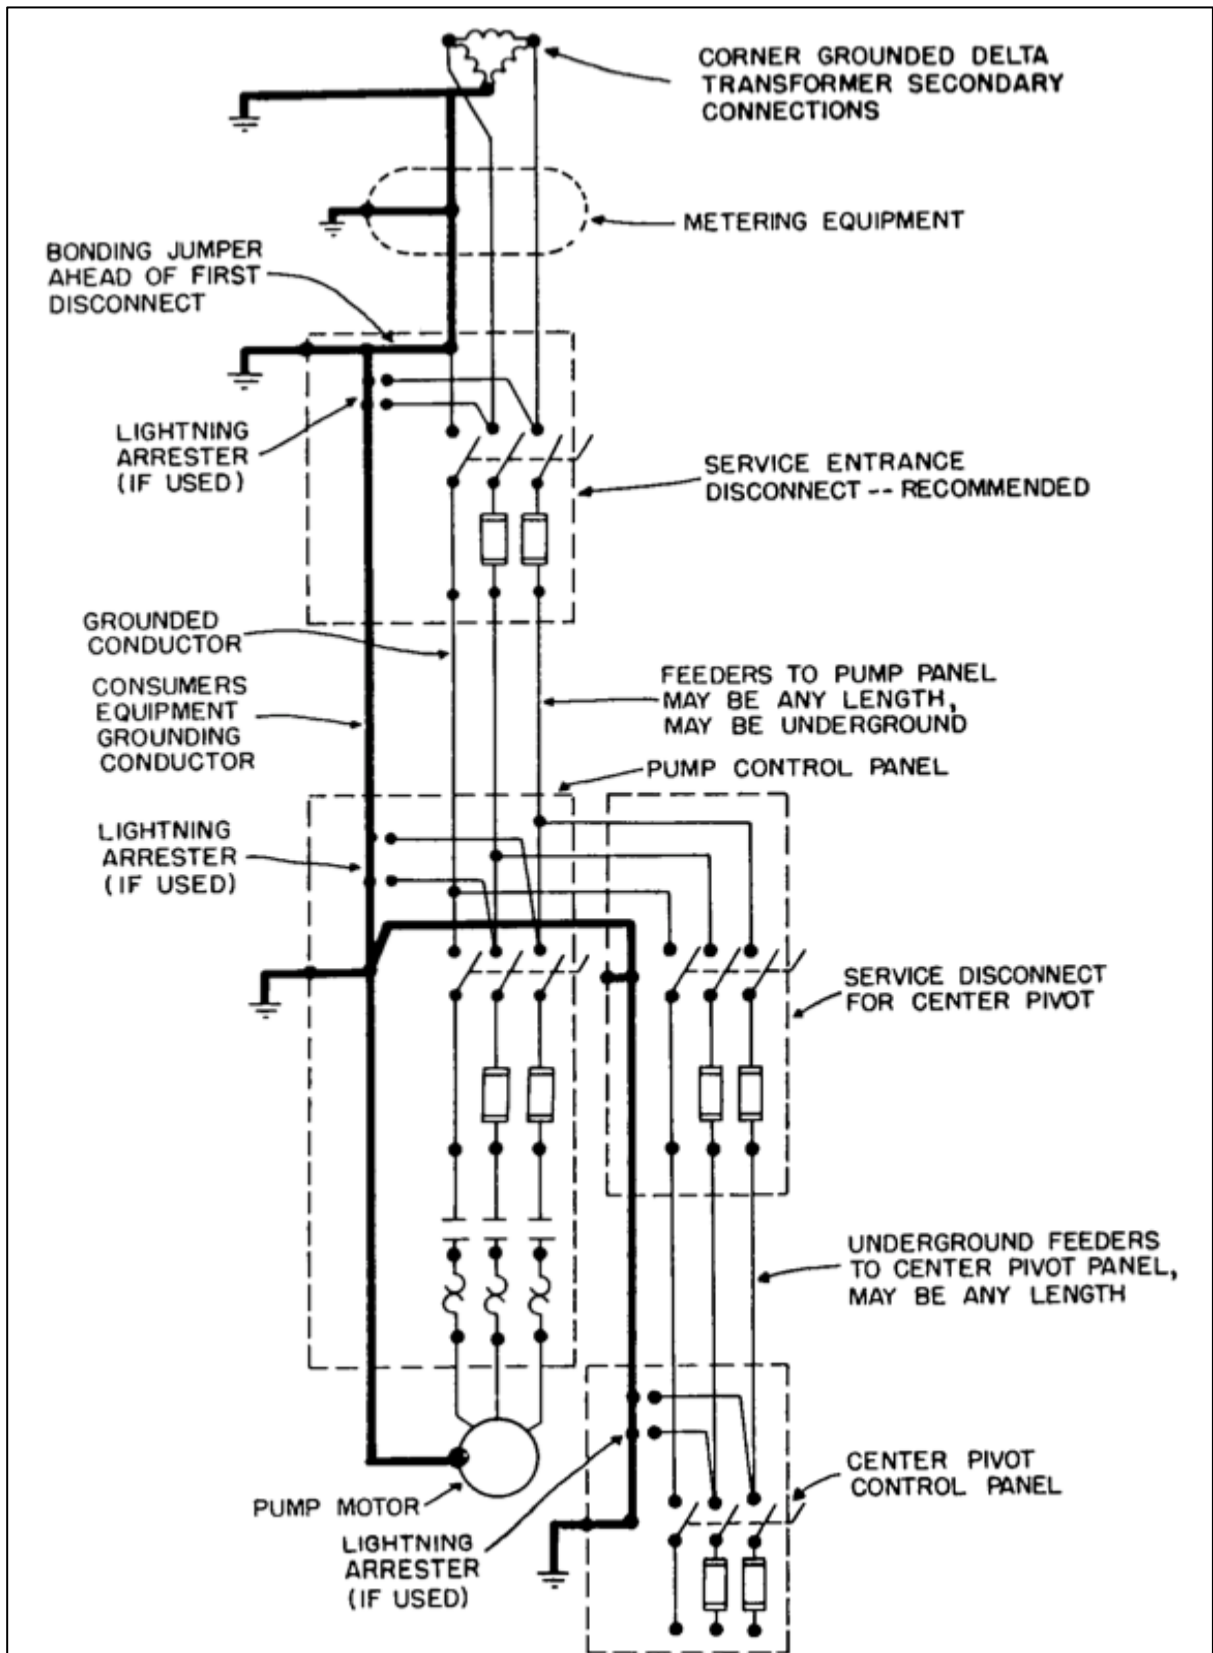 CORNER GROUNDED DELTA
TRANSFORMER SECONDARY
CONNECTIONS
METERING EQUIPMENT
BONDING JUMPER
AHEAD OF FIRST
DISCONNECT
LIGHTNING
ARRESTER
(IF USED)
SERVICE ENTRANCE
DISCONNECT -- RECOMMENDED
GROUNDED
CONDUCTOR
CONSUMERS
EQUIPMENT
GROUNDING
CONDUCTOR
FEEDERS TO PUMP PANEL
MAY BE ANY LENGTH,
MAY BE UNDERGROUND
PUMP CONTROL PANEL
LIGHTNING
ARRESTER
(IF USED)
SERVICE DISCONNECT
FOR CENTER PIVOT
UNDERGROUND FEEDERS
TO CENTER PIVOT PANEL,
MAY BE ANY LENGTH
CENTER PIVOT
CONTROL PANEL
PUMP MOTOR
LIGHTNING
ARRESTER
(IF USED)